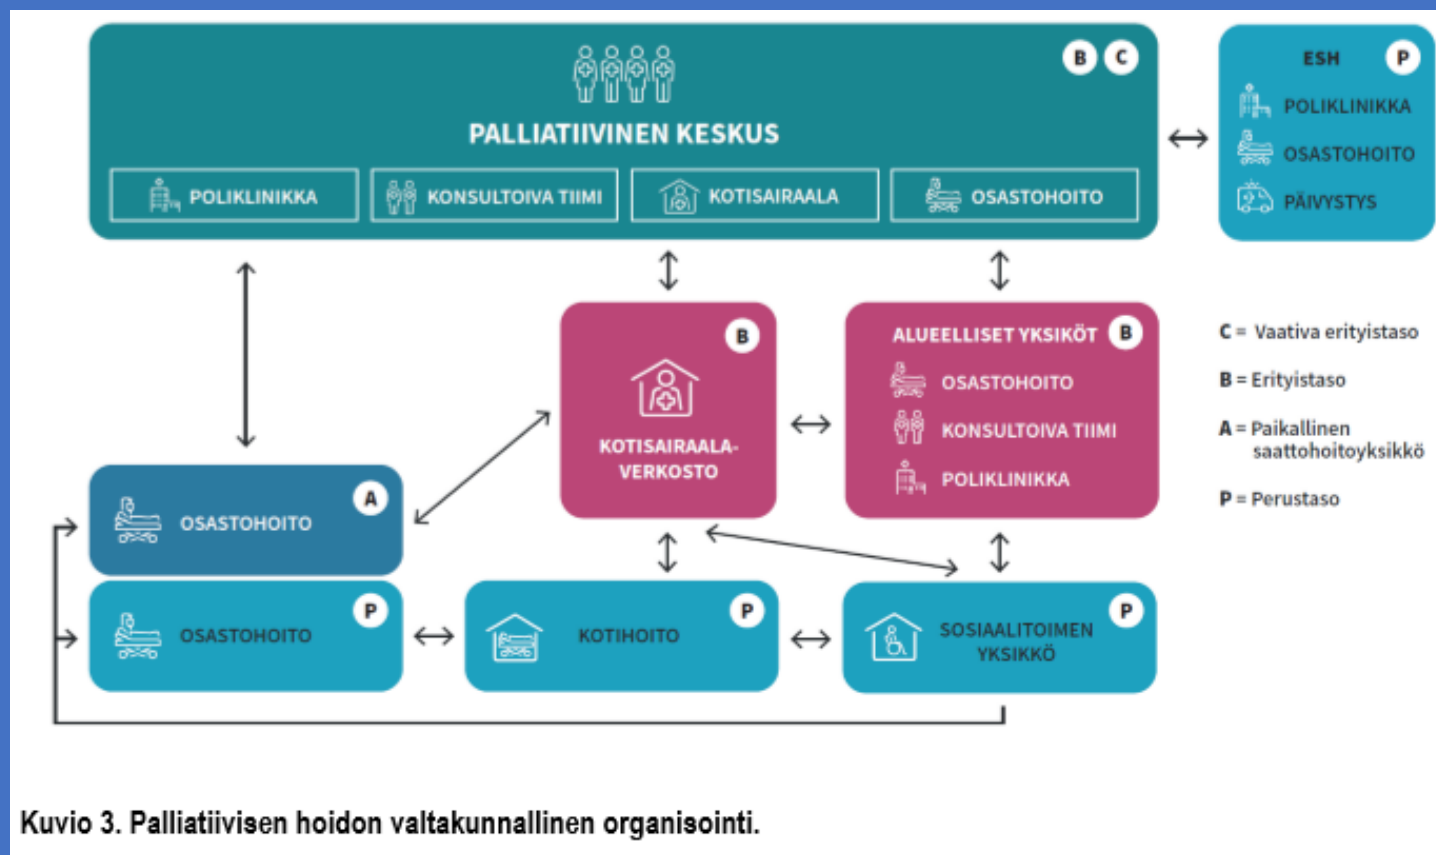 B C
PALLIATIIVINEN KESKUS
POLIKLINIKKA
KONSULTOIVA TIIMI
KOTISAIRAALA
OSASTOHOITO
ESH P
POLIKLINIKKA
OSASTOHOITO
PÄIVYSTYS
B
KOTISAIRAALA-
VERKOSTO
ALUEELLISET YKSIKÖT B
OSASTOHOITO
KONSULTOIVA TIIMI
POLIKLINIKKA
C = Vaativa erityistaso
B = Erityistaso
A = Paikallinen
saattohoitoyksikkö
P = Perustaso
OSASTOHOITO A
OSASTOHOITO P
KOTIHOITO P
SOSIAALITOIMEN P
YKSIKKÖ
Kuvio 3. Palliatiivisen hoidon valtakunnallinen organisointi.